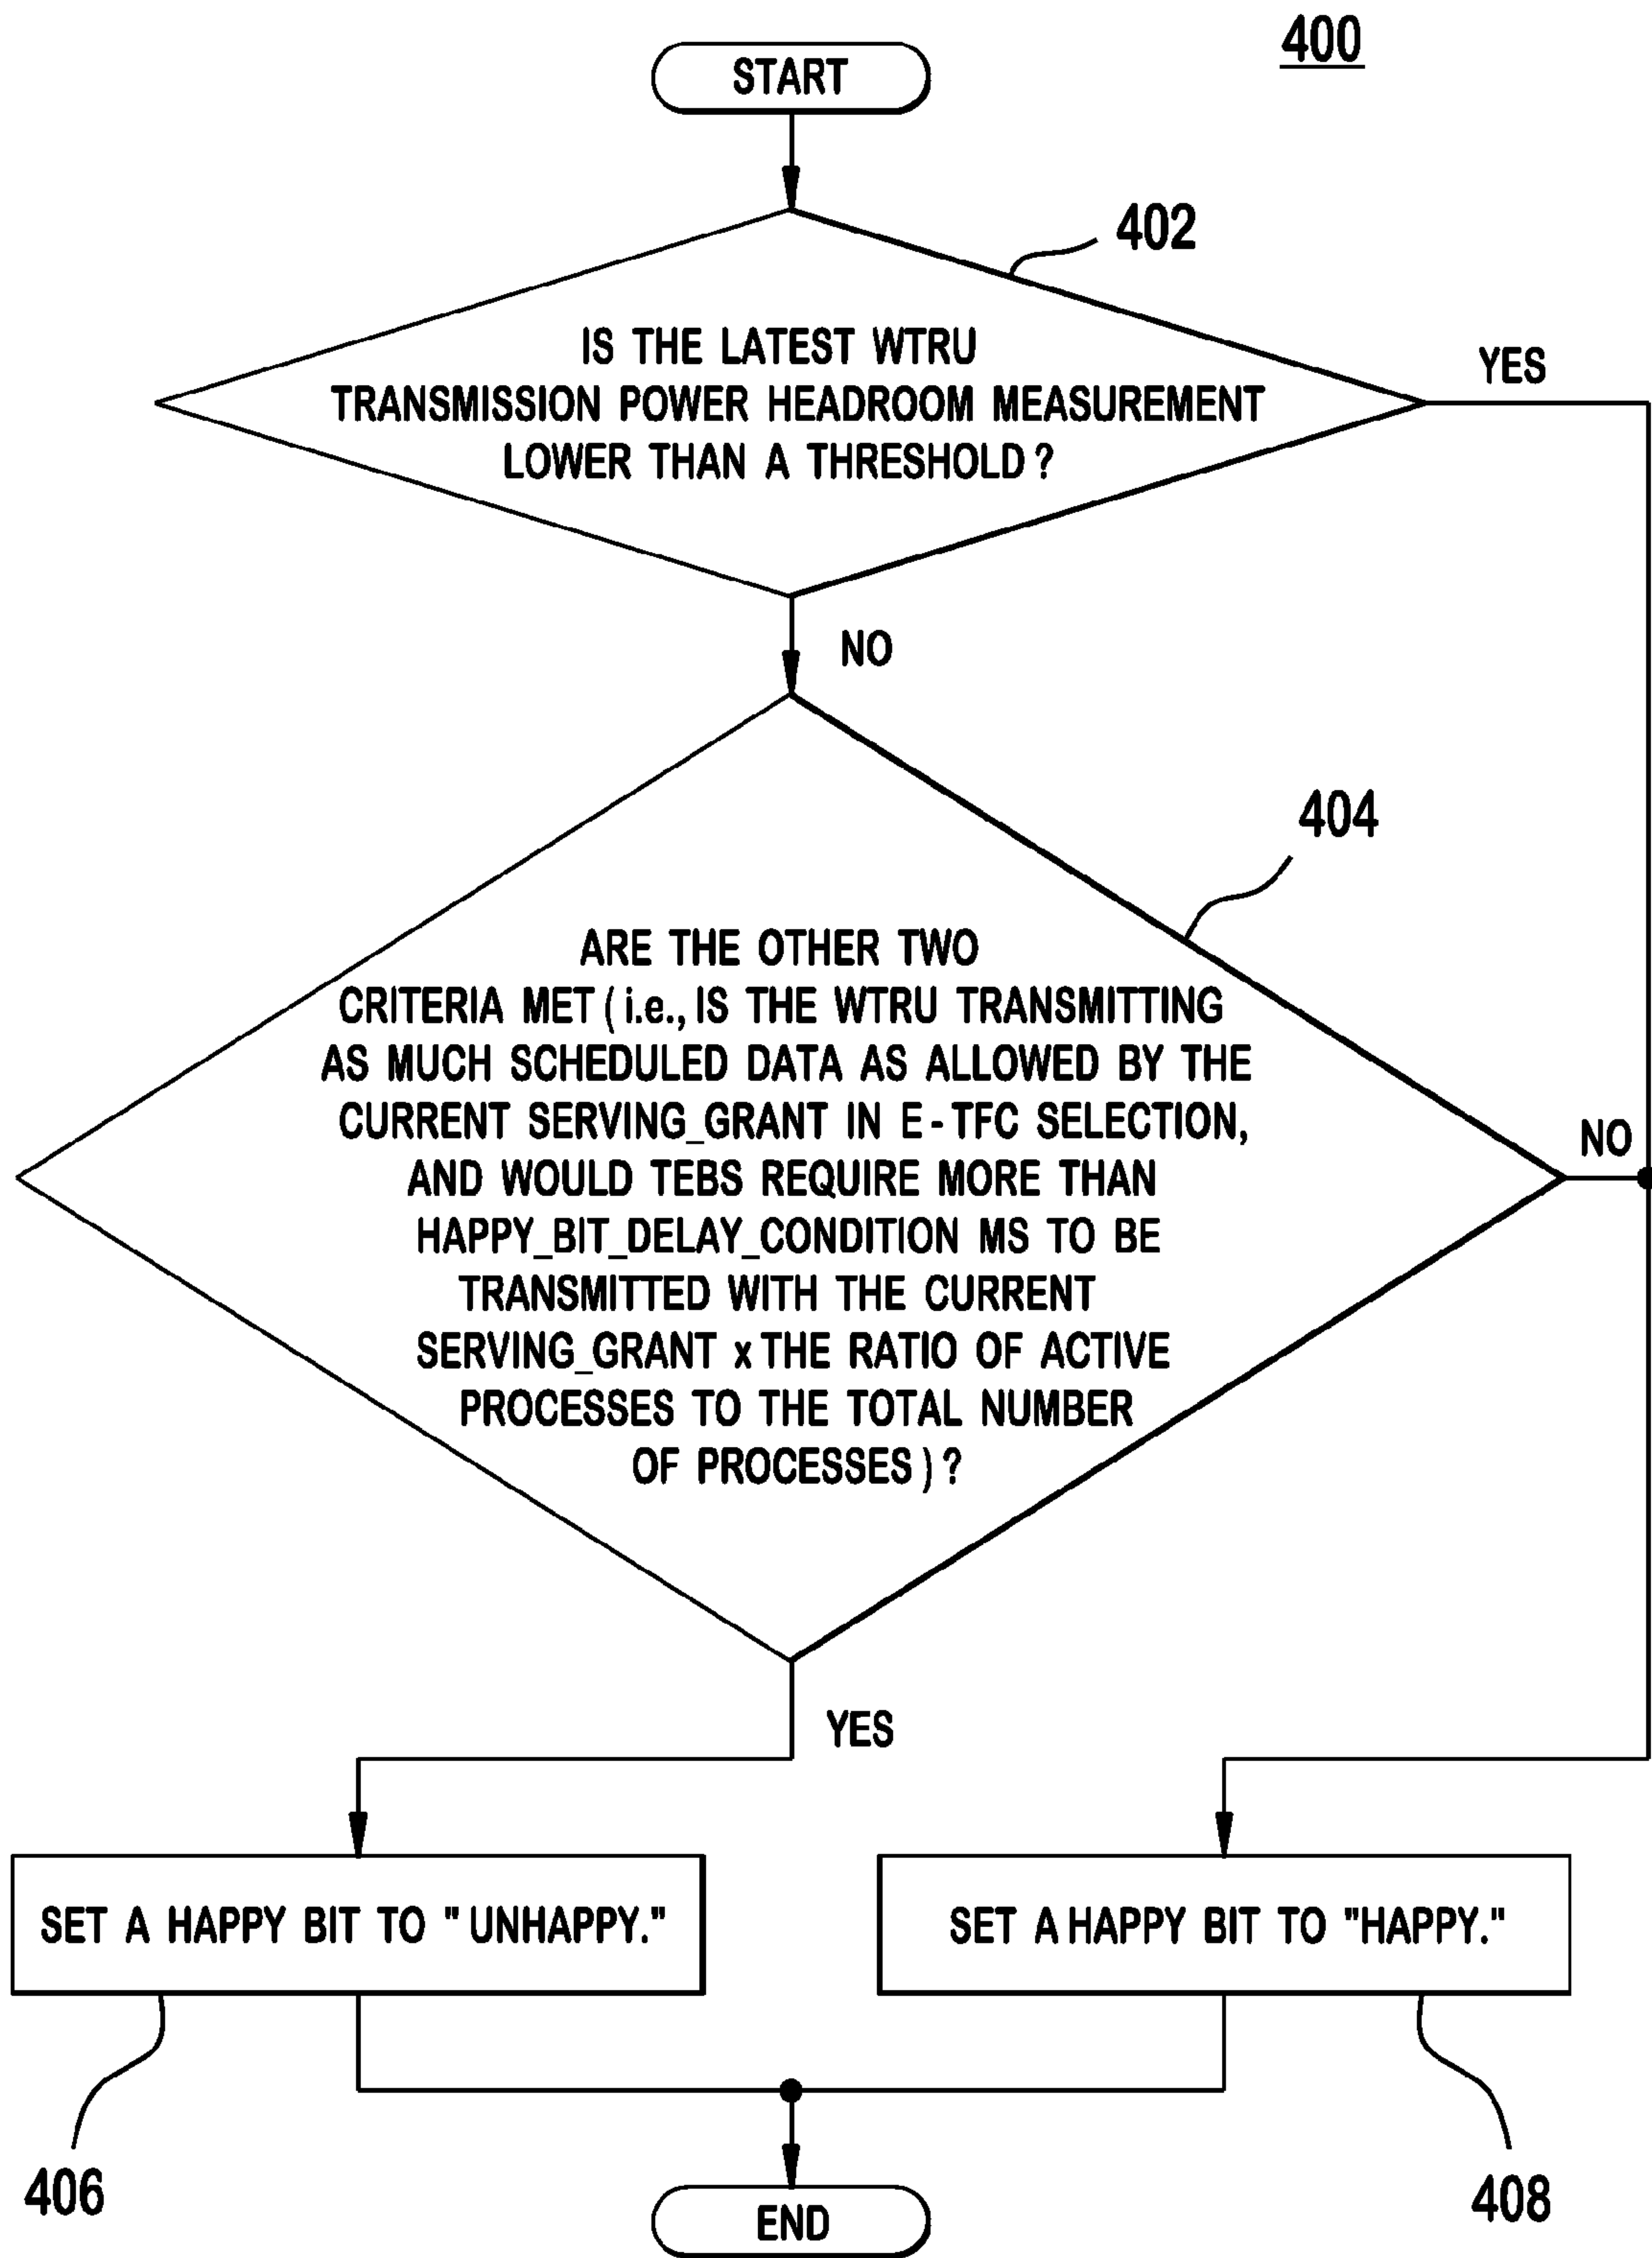 400
START
402
IS THE LATEST WTRU
TRANSMISSION POWER HEADROOM MEASUREMENT
LOWER THAN A THRESHOLD?
YES
NO
404
ARE THE OTHER TWO
CRITERIA MET (i.e., IS THE WTRU TRANSMITTING
AS MUCH SCHEDULED DATA AS ALLOWED BY THE
CURRENT SERVING_GRANT IN E-TFC SELECTION,
AND WOULD TEBS REQUIRE MORE THAN
HAPPY_BIT_DELAY_CONDITION MS TO BE
TRANSMITTED WITH THE CURRENT
SERVING_GRANT x THE RATIO OF ACTIVE
PROCESSES TO THE TOTAL NUMBER
OF PROCESSES)?
NO
YES
SET A HAPPY BIT TO "UNHAPPY."
SET A HAPPY BIT TO "HAPPY."
406
408
END